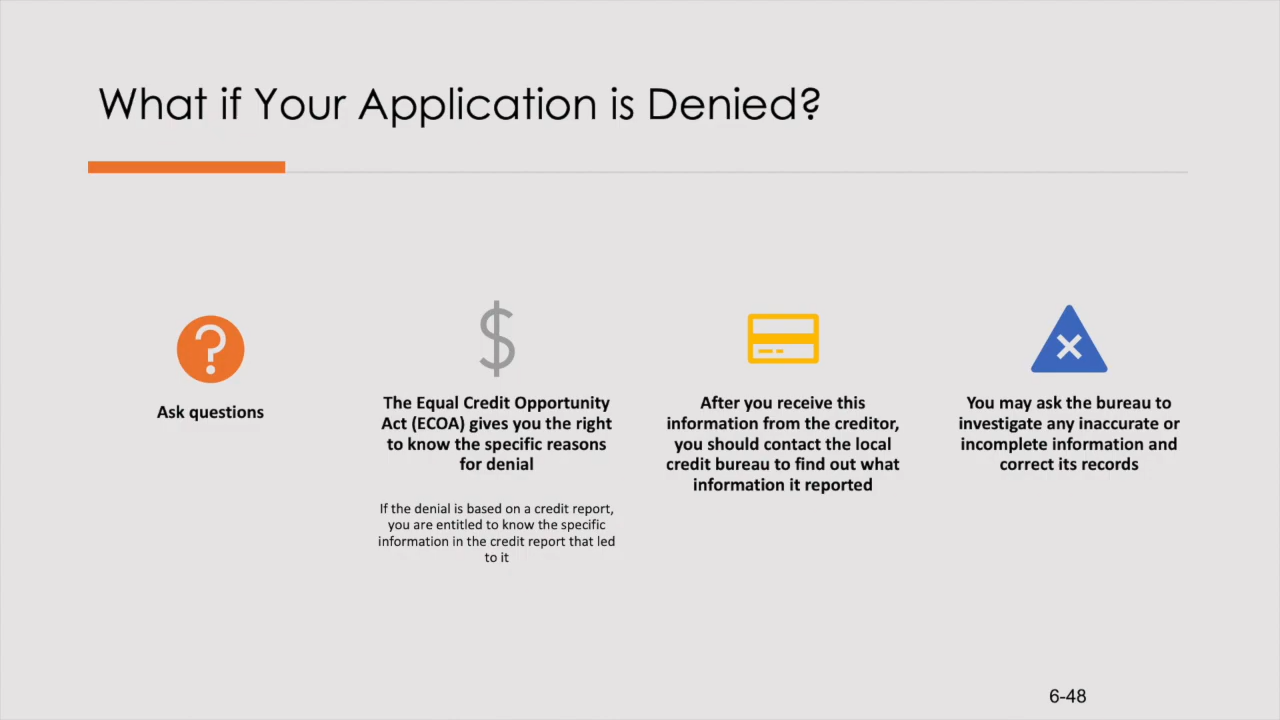 What if Your Application is Denied?
Ask questions
The Equal Credit Opportunity
Act (ECOA) gives you the right
to know the specific reasons
for denial
If the denial is based on a credit report,
you are entitled to know the specific
information in the credit report that led
to it
After you receive this
information from the creditor,
you should contact the local
credit bureau to find out what
information it reported
You may ask the bureau to
investigate any inaccurate or
incomplete information and
correct its records
6-48